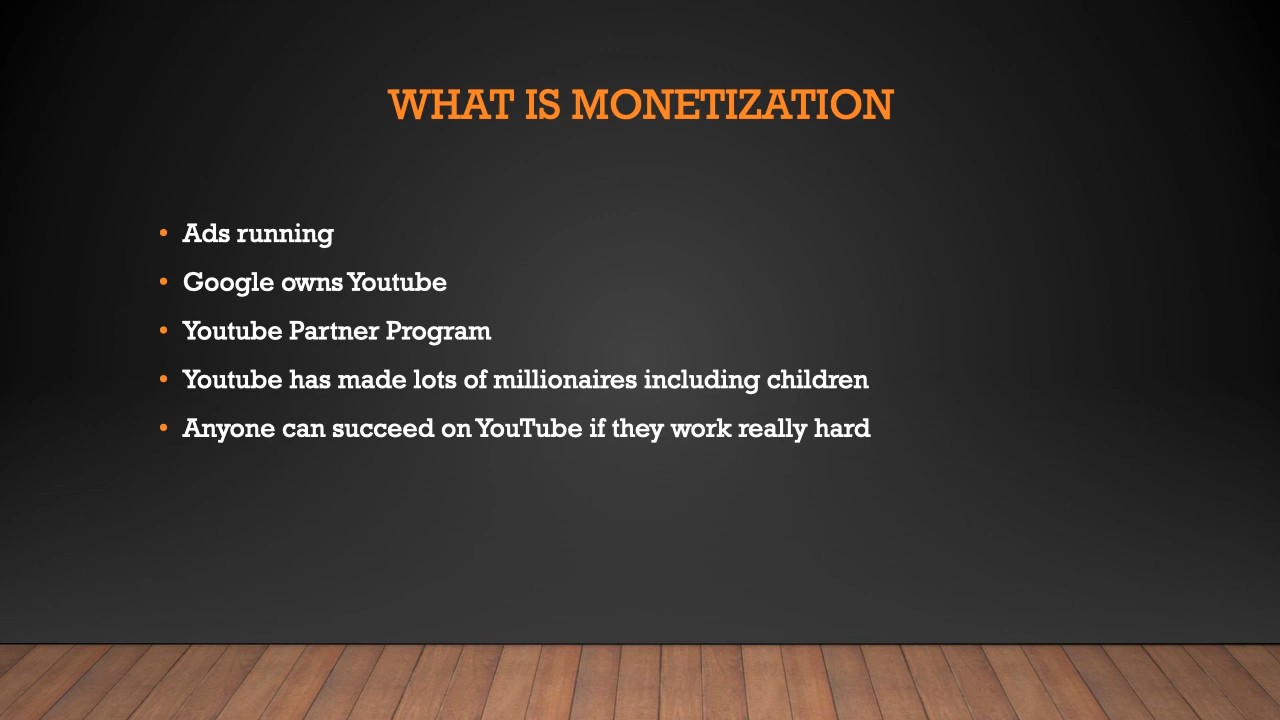 WHAT IS MONETIZATION
• Ads running
• Google owns Youtube
• Youtube Partner Program
• Youtube has made lots of millionaires including children
• Anyone can succeed on YouTube if they work really hard